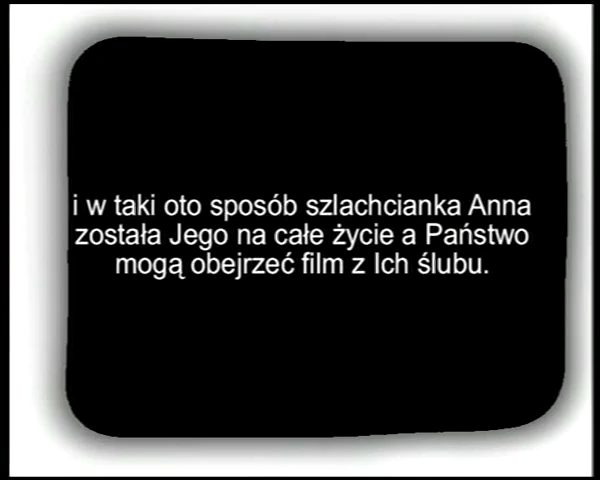 i w taki oto sposób szlachcianka Anna
została Jego na całe życie a Państwo
mogą obejrzeć film z Ich ślubu.